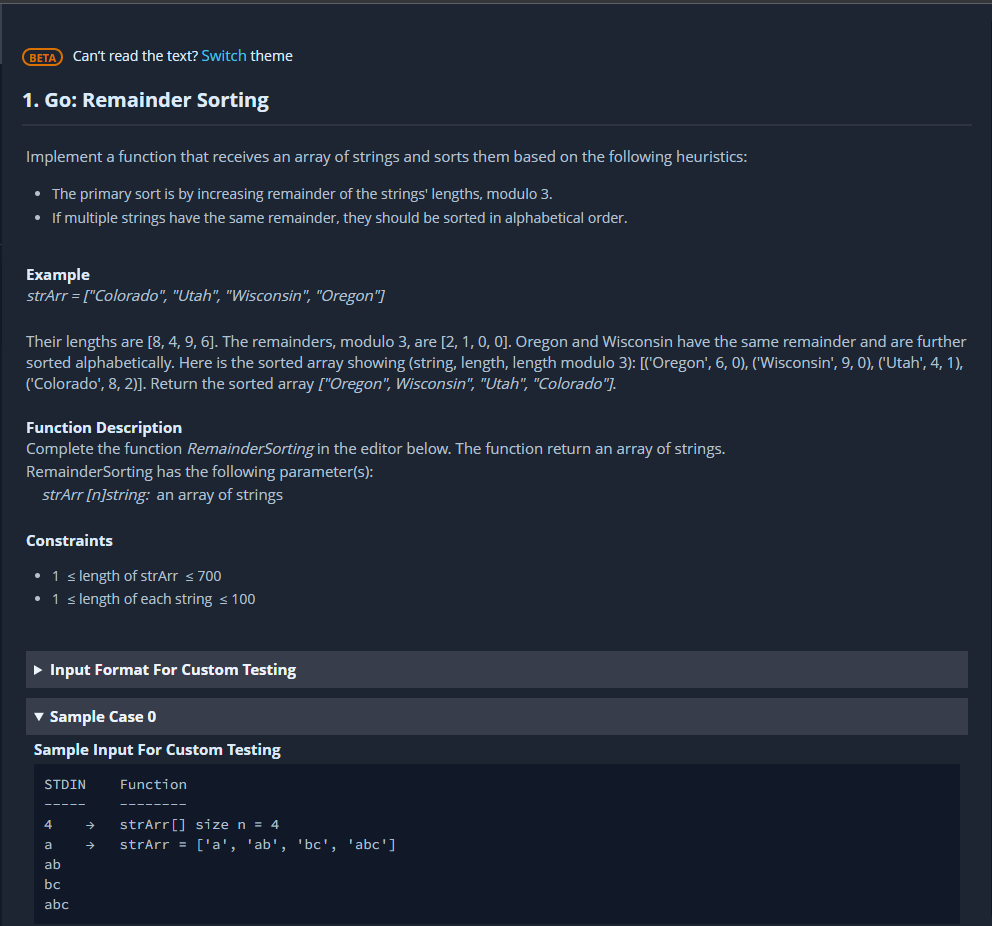 BETA Can't read the text? Switch theme
1. Go: Remainder Sorting
Implement a function that receives an array of strings and sorts them based on the following heuristics:
• The primary sort is by increasing remainder of the strings' lengths, modulo 3.
• If multiple strings have the same remainder, they should be sorted in alphabetical order.
Example
strArr = ["Colorado", "Utah", "Wisconsin", "Oregon"]
Their lengths are [8, 4, 9, 6]. The remainders, modulo 3, are [2, 1, 0, 0]. Oregon and Wisconsin have the same remainder and are further
sorted alphabetically. Here is the sorted array showing (string, length, length modulo 3): [('Oregon', 6, 0), ('Wisconsin', 9, 0), ('Utah', 4, 1),
('Colorado', 8, 2)]. Return the sorted array ["Oregon", Wisconsin", "Utah", "Colorado"].
Function Description
Complete the function RemainderSorting in the editor below. The function return an array of strings.
RemainderSorting has the following parameter(s):
strArr [n]string: an array of strings
Constraints
• 1 ≤ length of strArr ≤ 700
• 1 ≤ length of each string ≤ 100
▶ Input Format For Custom Testing
▼ Sample Case 0
Sample Input For Custom Testing
STDIN Function
----- --------
4 → strArr[] size n = 4
a → strArr = ['a', 'ab', 'bc', 'abc']
ab
bc
abc